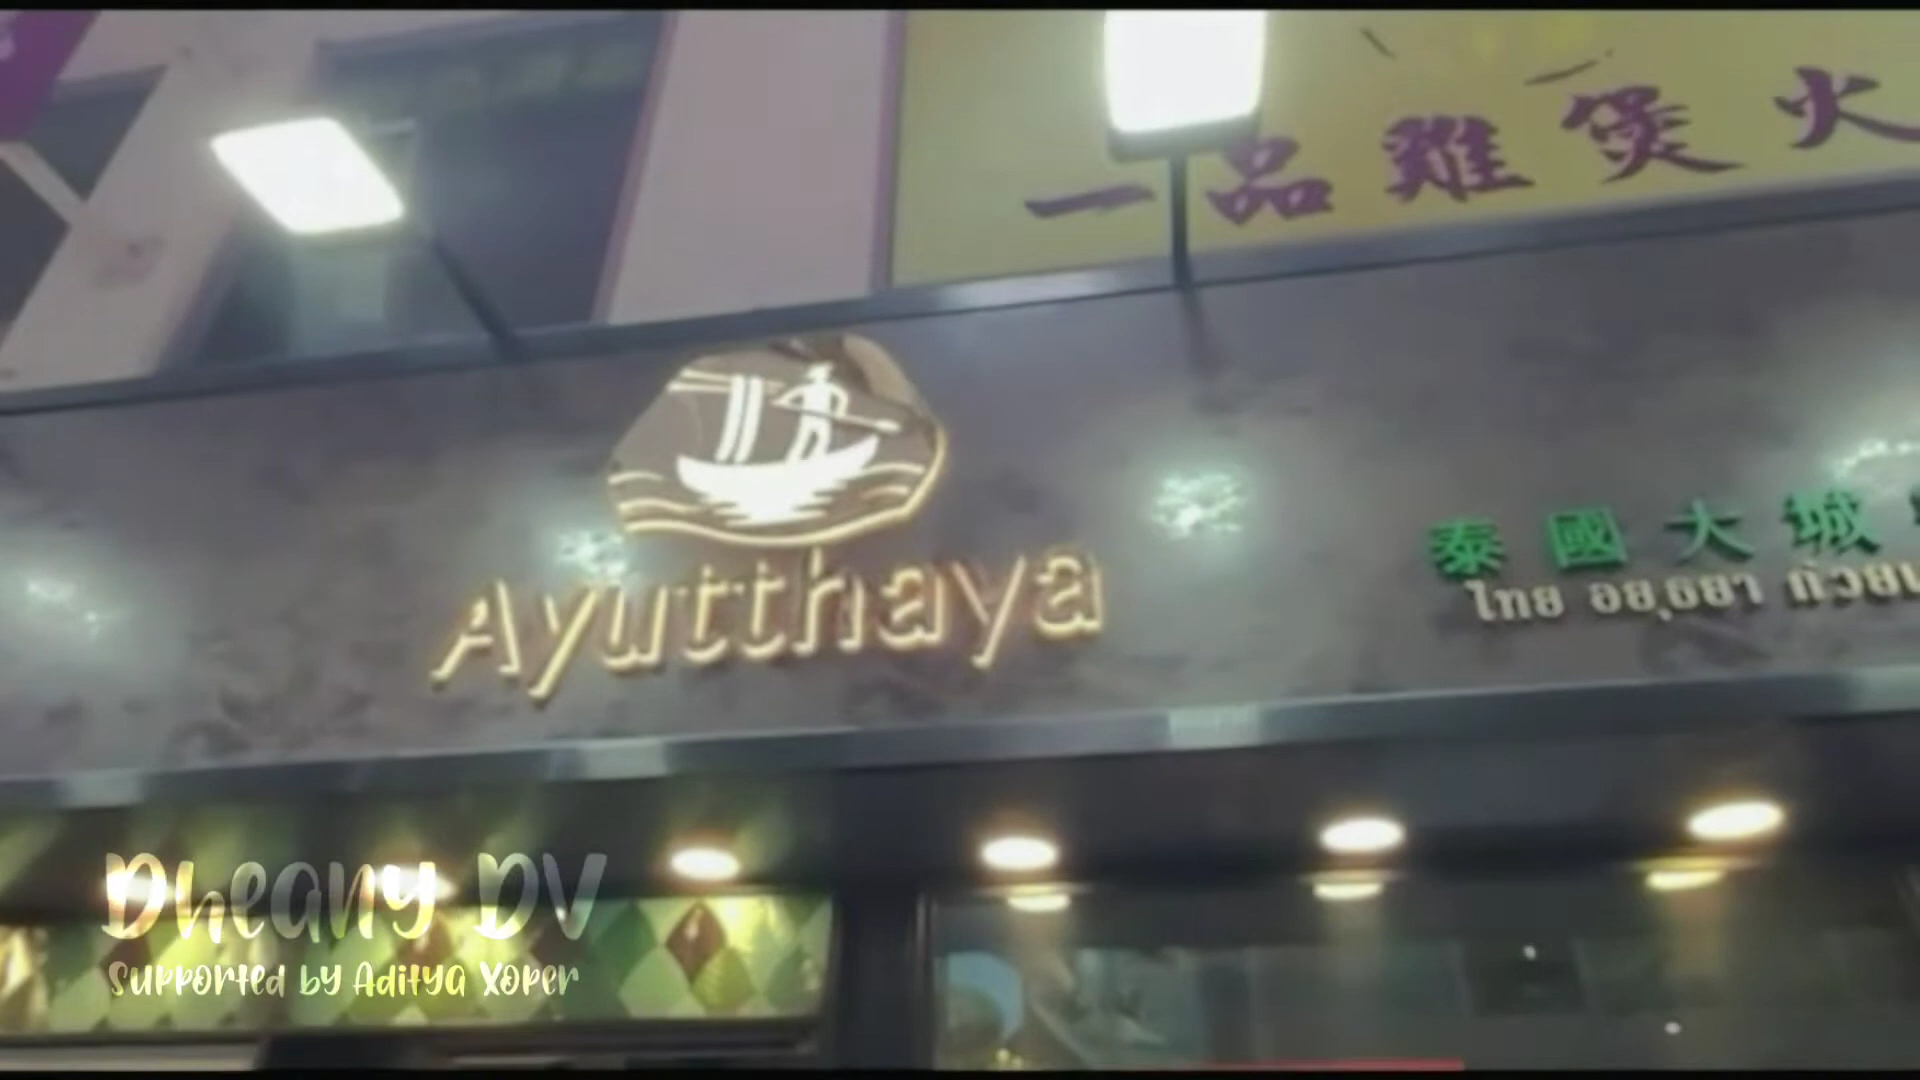 一品雞煲火
Ayutthaya
泰國大城
ไทย อยุธยา ก๋วยเ
Dheany DV
Supported by Aditya Xoper